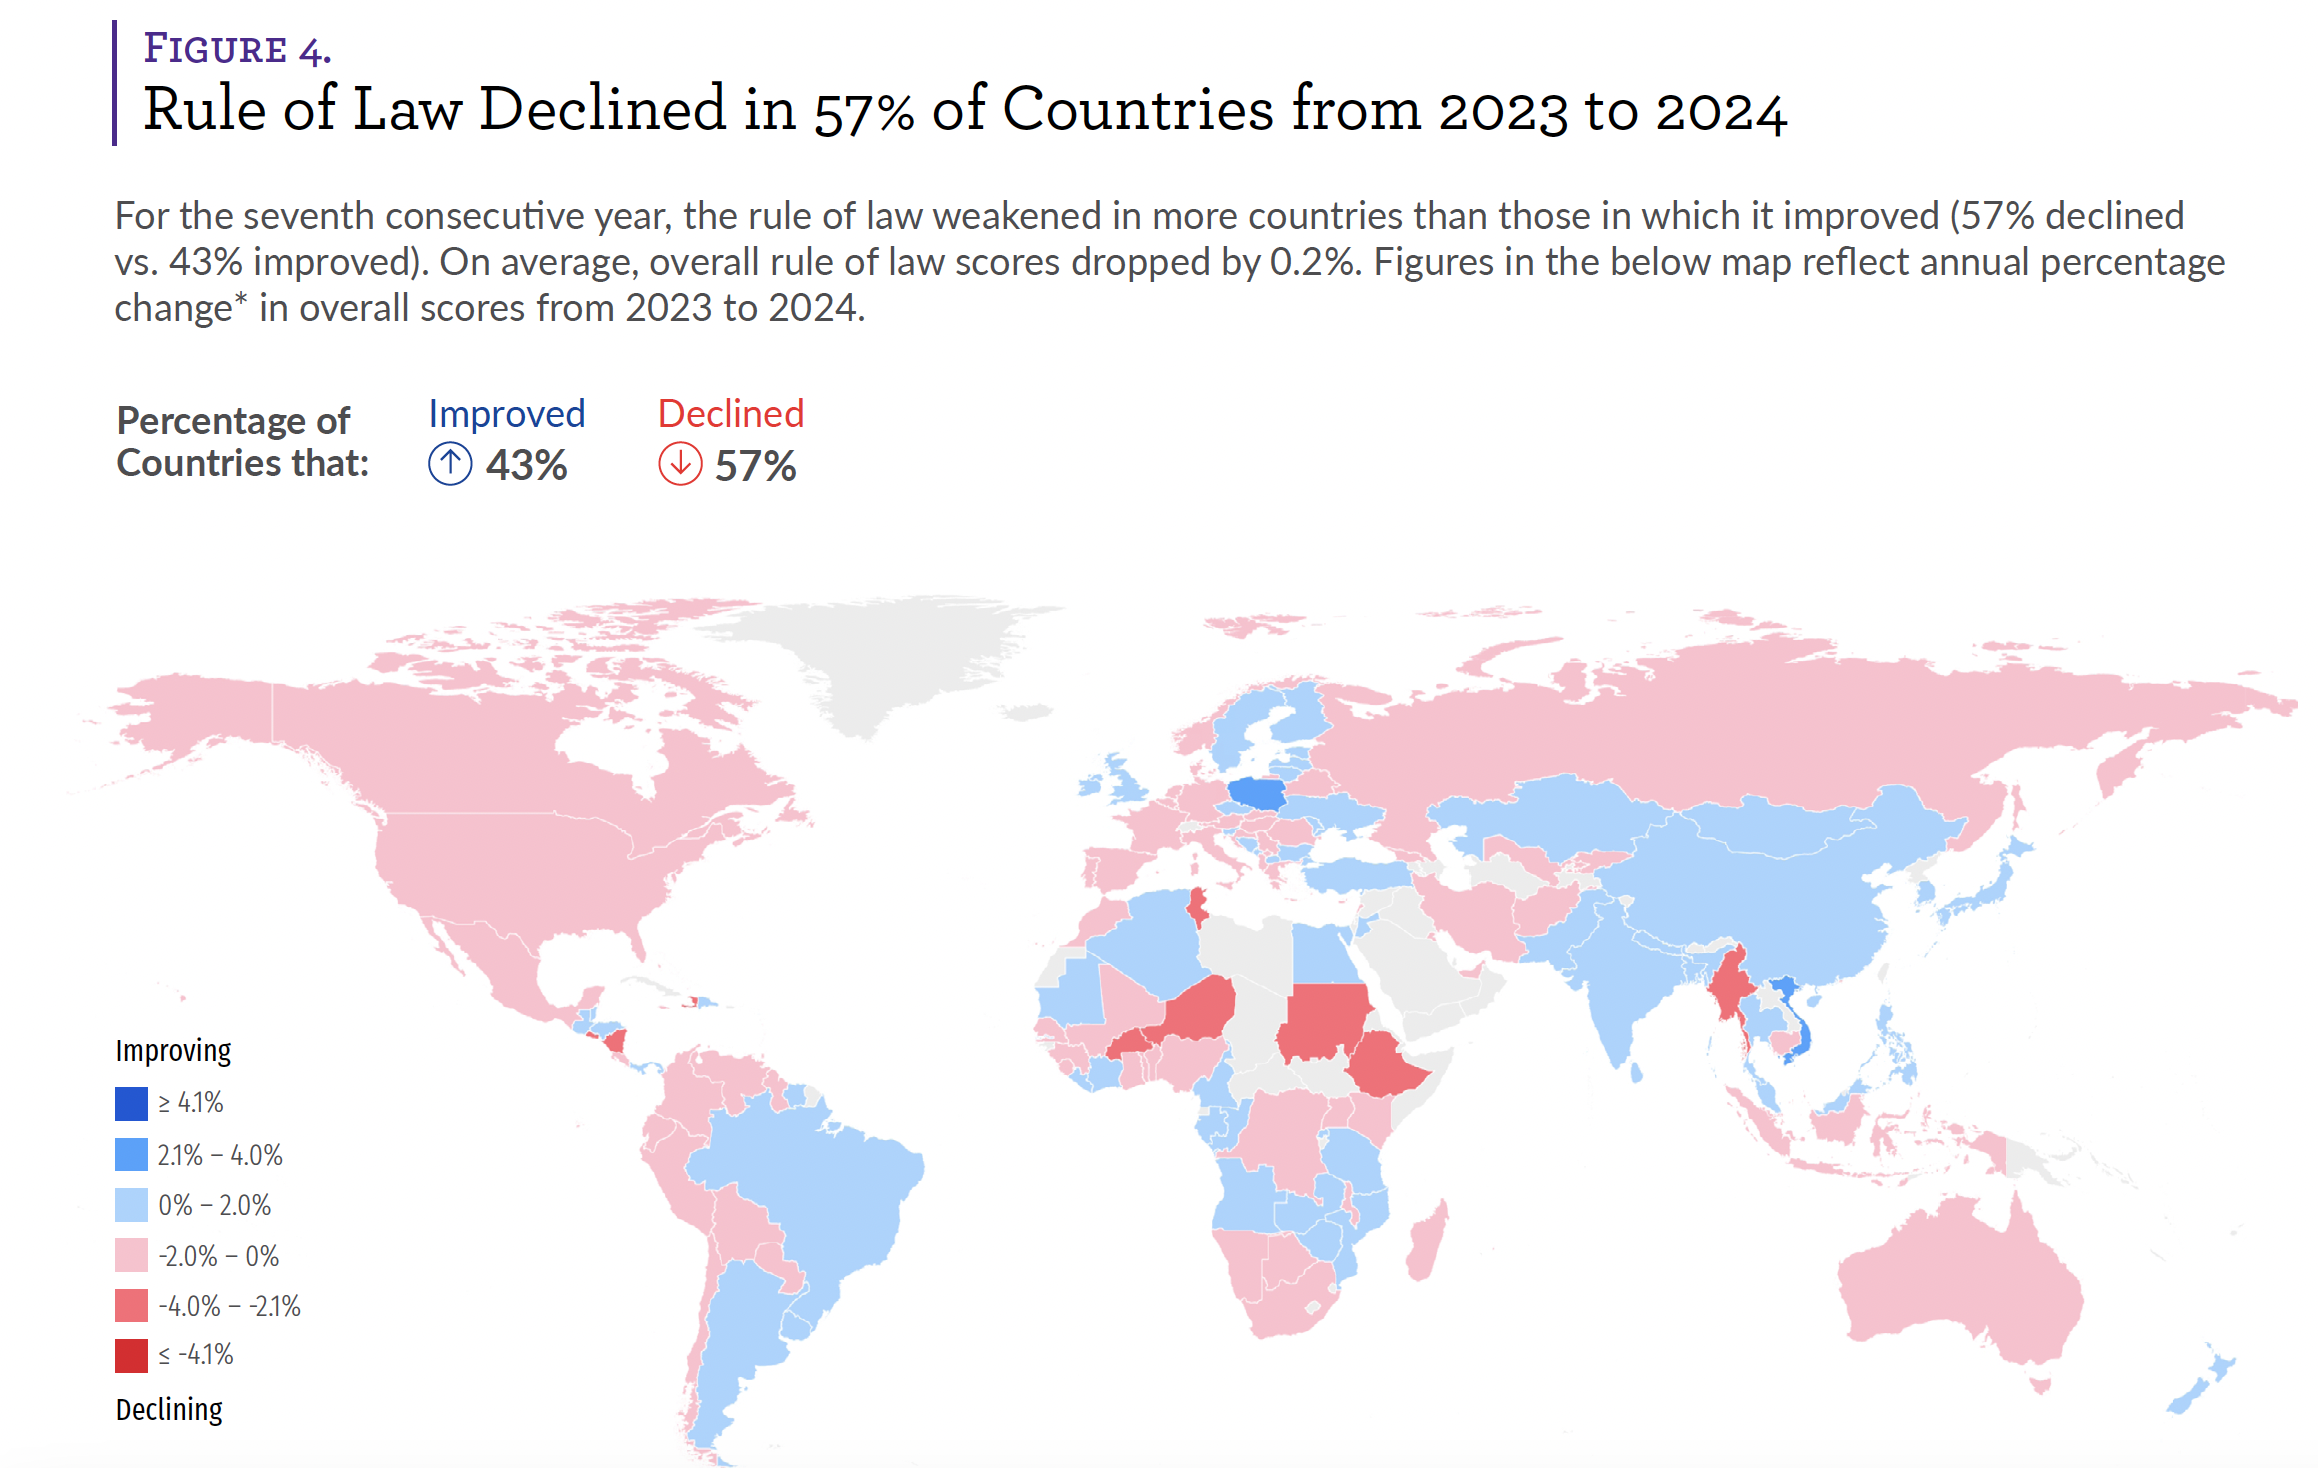 FIGURE 4.
Rule of Law Declined in 57% of Countries from 2023 to 2024
For the seventh consecutive year, the rule of law weakened in more countries than those in which it improved (57% declined
vs. 43% improved). On average, overall rule of law scores dropped by 0.2%. Figures in the below map reflect annual percentage
change* in overall scores from 2023 to 2024.
Percentage of
Countries that:
Improved
43%
Declined
57%
Improving
≥ 4.1%
2.1% – 4.0%
0% – 2.0%
-2.0% – 0%
-4.0% – -2.1%
≤ -4.1%
Declining